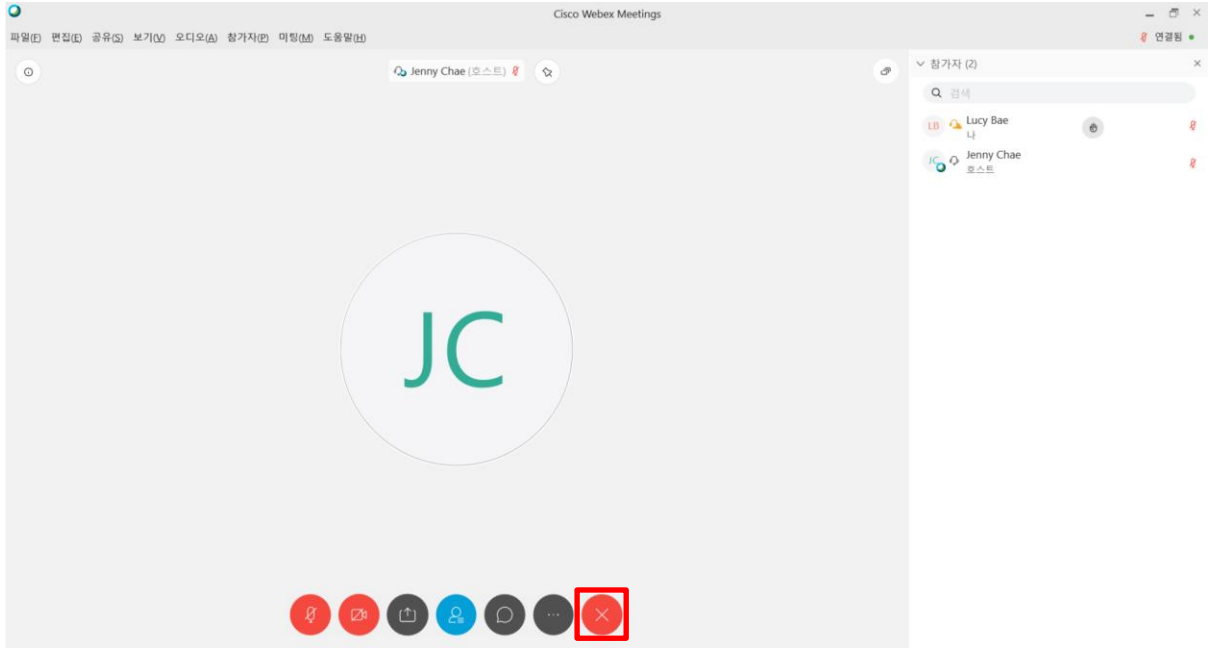 Cisco Webex Meetings
파일(F) 편집(E) 공유(S) 보기(V) 오디오(A) 참가자(P) 미팅(M) 도움말(H)
연결됨
Jenny Chae (호스트)
참가자 (2)
검색
LB Lucy Bae
나
JC Jenny Chae
호스트
JC